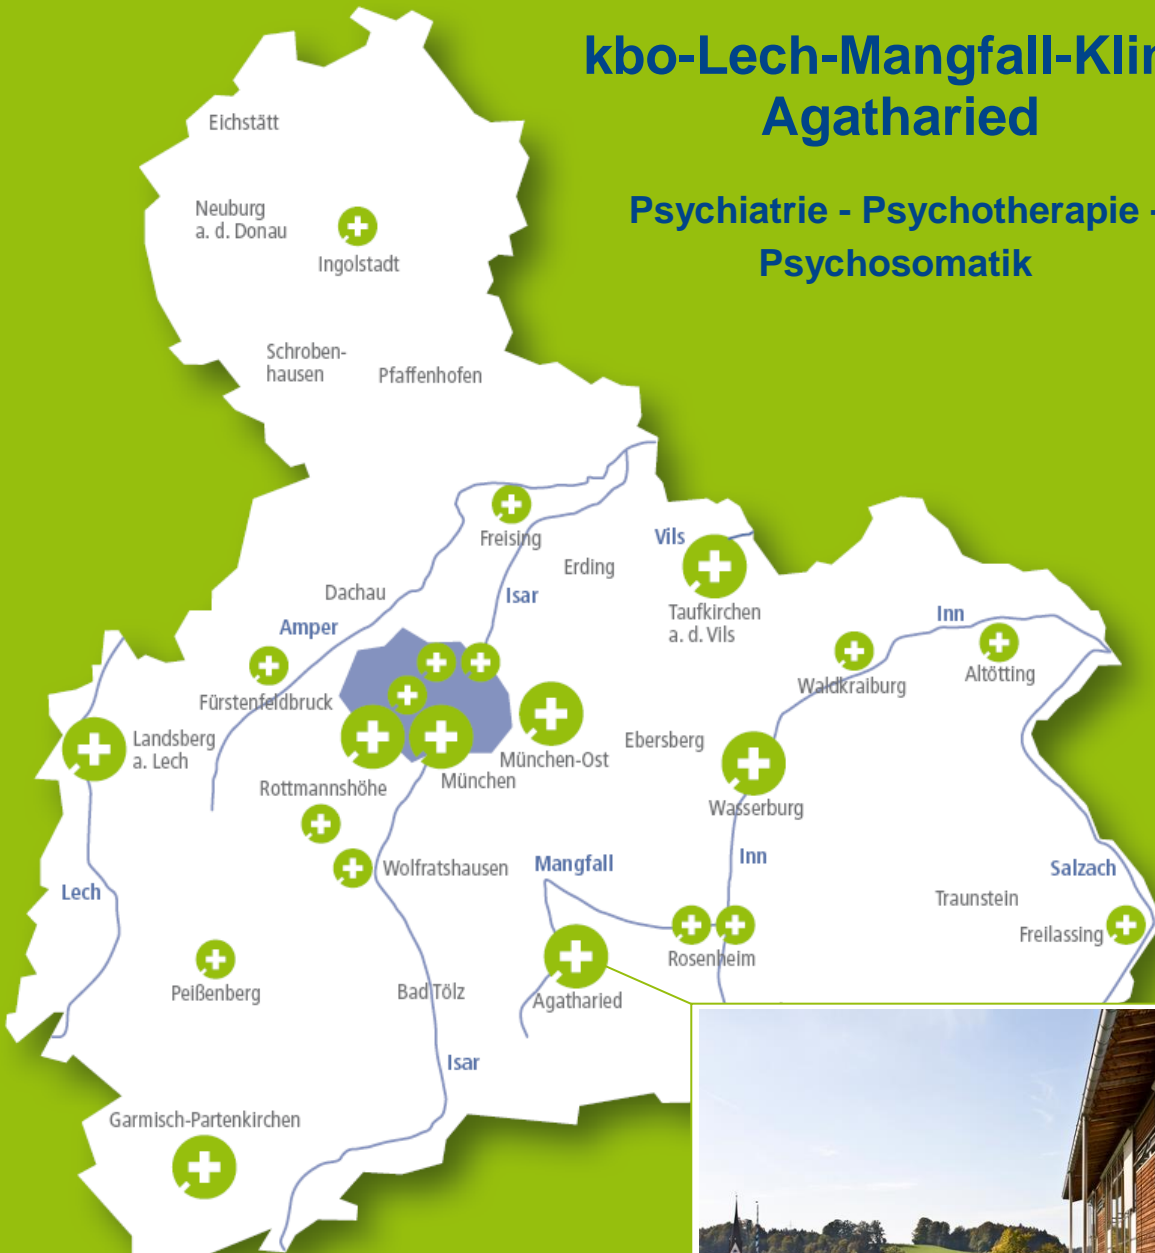 kbo-Lech-Mangfall-Klin
Agatharied
Psychiatrie - Psychotherapie -
Psychosomatik
Eichstätt
Neuburg
a. d. Donau
Ingolstadt
Schroben-
hausen
Pfaffenhofen
Freising
Vils
Erding
Dachau
Isar
Taufkirchen
a. d. Vils
Amper
Inn
Altötting
Waldkraiburg
Fürstenfeldbruck
Landsberg
a. Lech
Ebersberg
München-Ost
München
Rottmannshöhe
Wasserburg
Wolfratshausen
Mangfall
Inn
Salzach
Lech
Traunstein
Freilassing
Rosenheim
Peißenberg
Bad Tölz
Agatharied
Isar
Garmisch-Partenkirchen